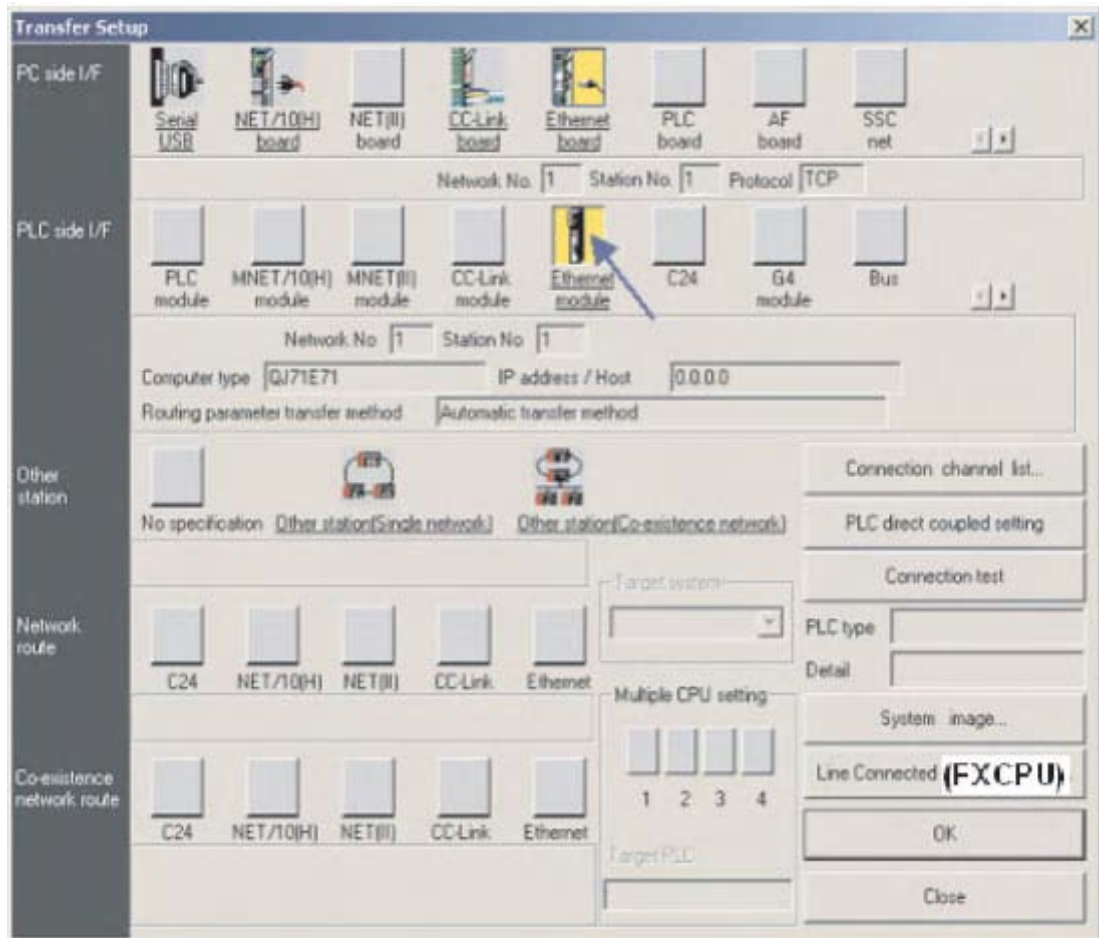 Transfer Setup
PC side I/F
Serial USB
NET/10(H) board
NET(II) board
CC-Link board
Ethernet board
PLC board
AF board
SSC net
Network No. 1 Station No. 1 Protocol TCP
PLC side I/F
PLC module
MNET/10(H) module
MNET(II) module
CC-Link module
Ethernet module
C24
G4 module
Bus
Network No 1 Station No 1
Computer type QJ71E71 IP address / Host 0.0.0.0
Routing parameter transfer method Automatic transfer method
Other station
No specification
Other station(Single network)
Other station(Co-existence network)
Connection channel list...
PLC direct coupled setting
Connection test
PLC type
Detail
System image...
Line Connected (FXCPU)
OK
Close
Target system
Network route
C24
NET/10(H)
NET(II)
CC-Link
Ethernet
Multiple CPU setting
1 2 3 4
Target PLC
Co-existence network route
C24
NET/10(H)
NET(II)
CC-Link
Ethernet